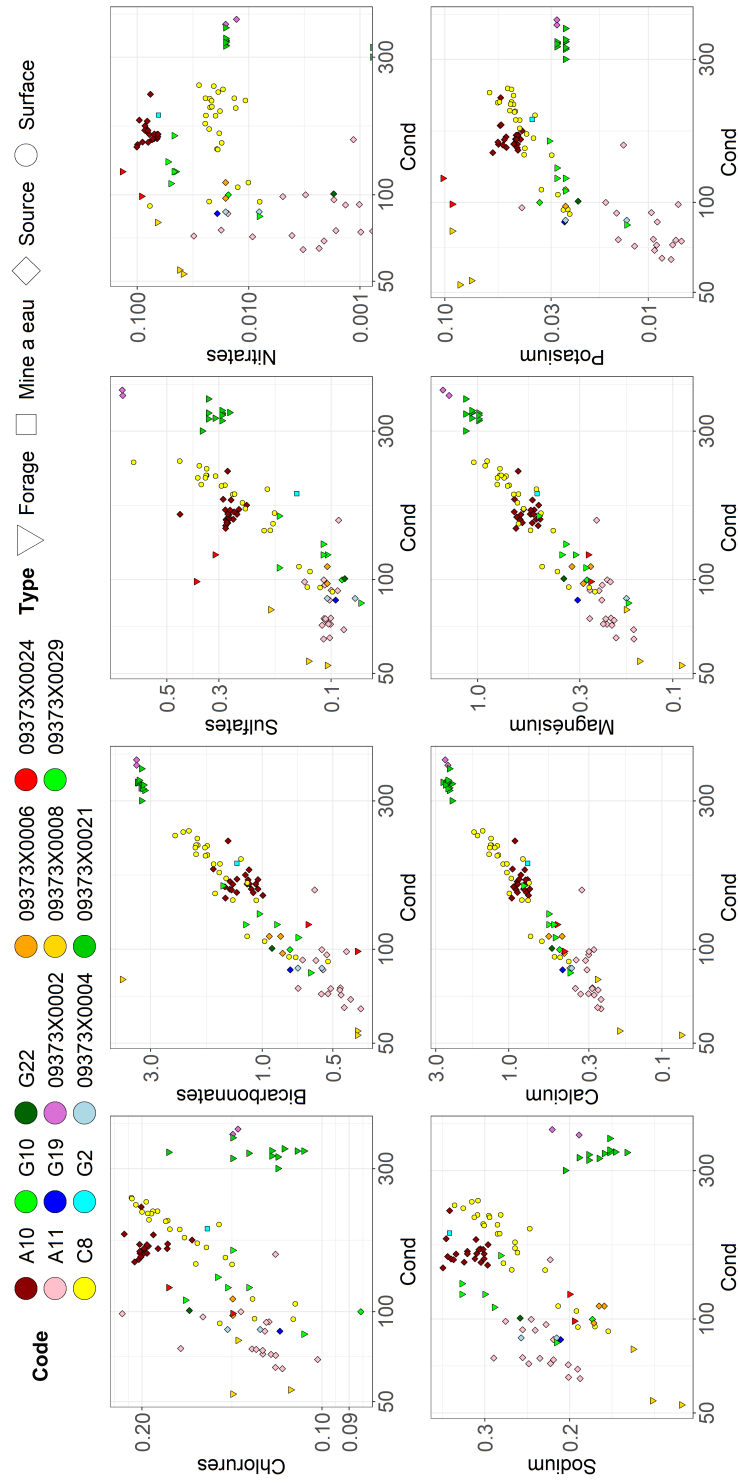 A10 G10 G22 09373X0006 09373X0024
Code A11 G19 09373X0002 09373X0008 09373X0029 Type Forage Mine a eau Source Surface
C8 G2 09373X0004 09373X0021
Chlorures
0.20
0.10
0.09
50 100 300
Cond
Bicarbonnates
3.0
1.0
0.5
50 100 300
Cond
Sulfates
0.5
0.3
0.1
50 100 300
Cond
Nitrates
0.100
0.010
0.001
50 100 300
Cond
Sodium
0.3
0.2
50 100 300
Cond
Calcium
3.0
1.0
0.3
0.1
50 100 300
Cond
Magnésium
1.0
0.3
0.1
50 100 300
Cond
Potasium
0.10
0.03
0.01
50 100 300
Cond